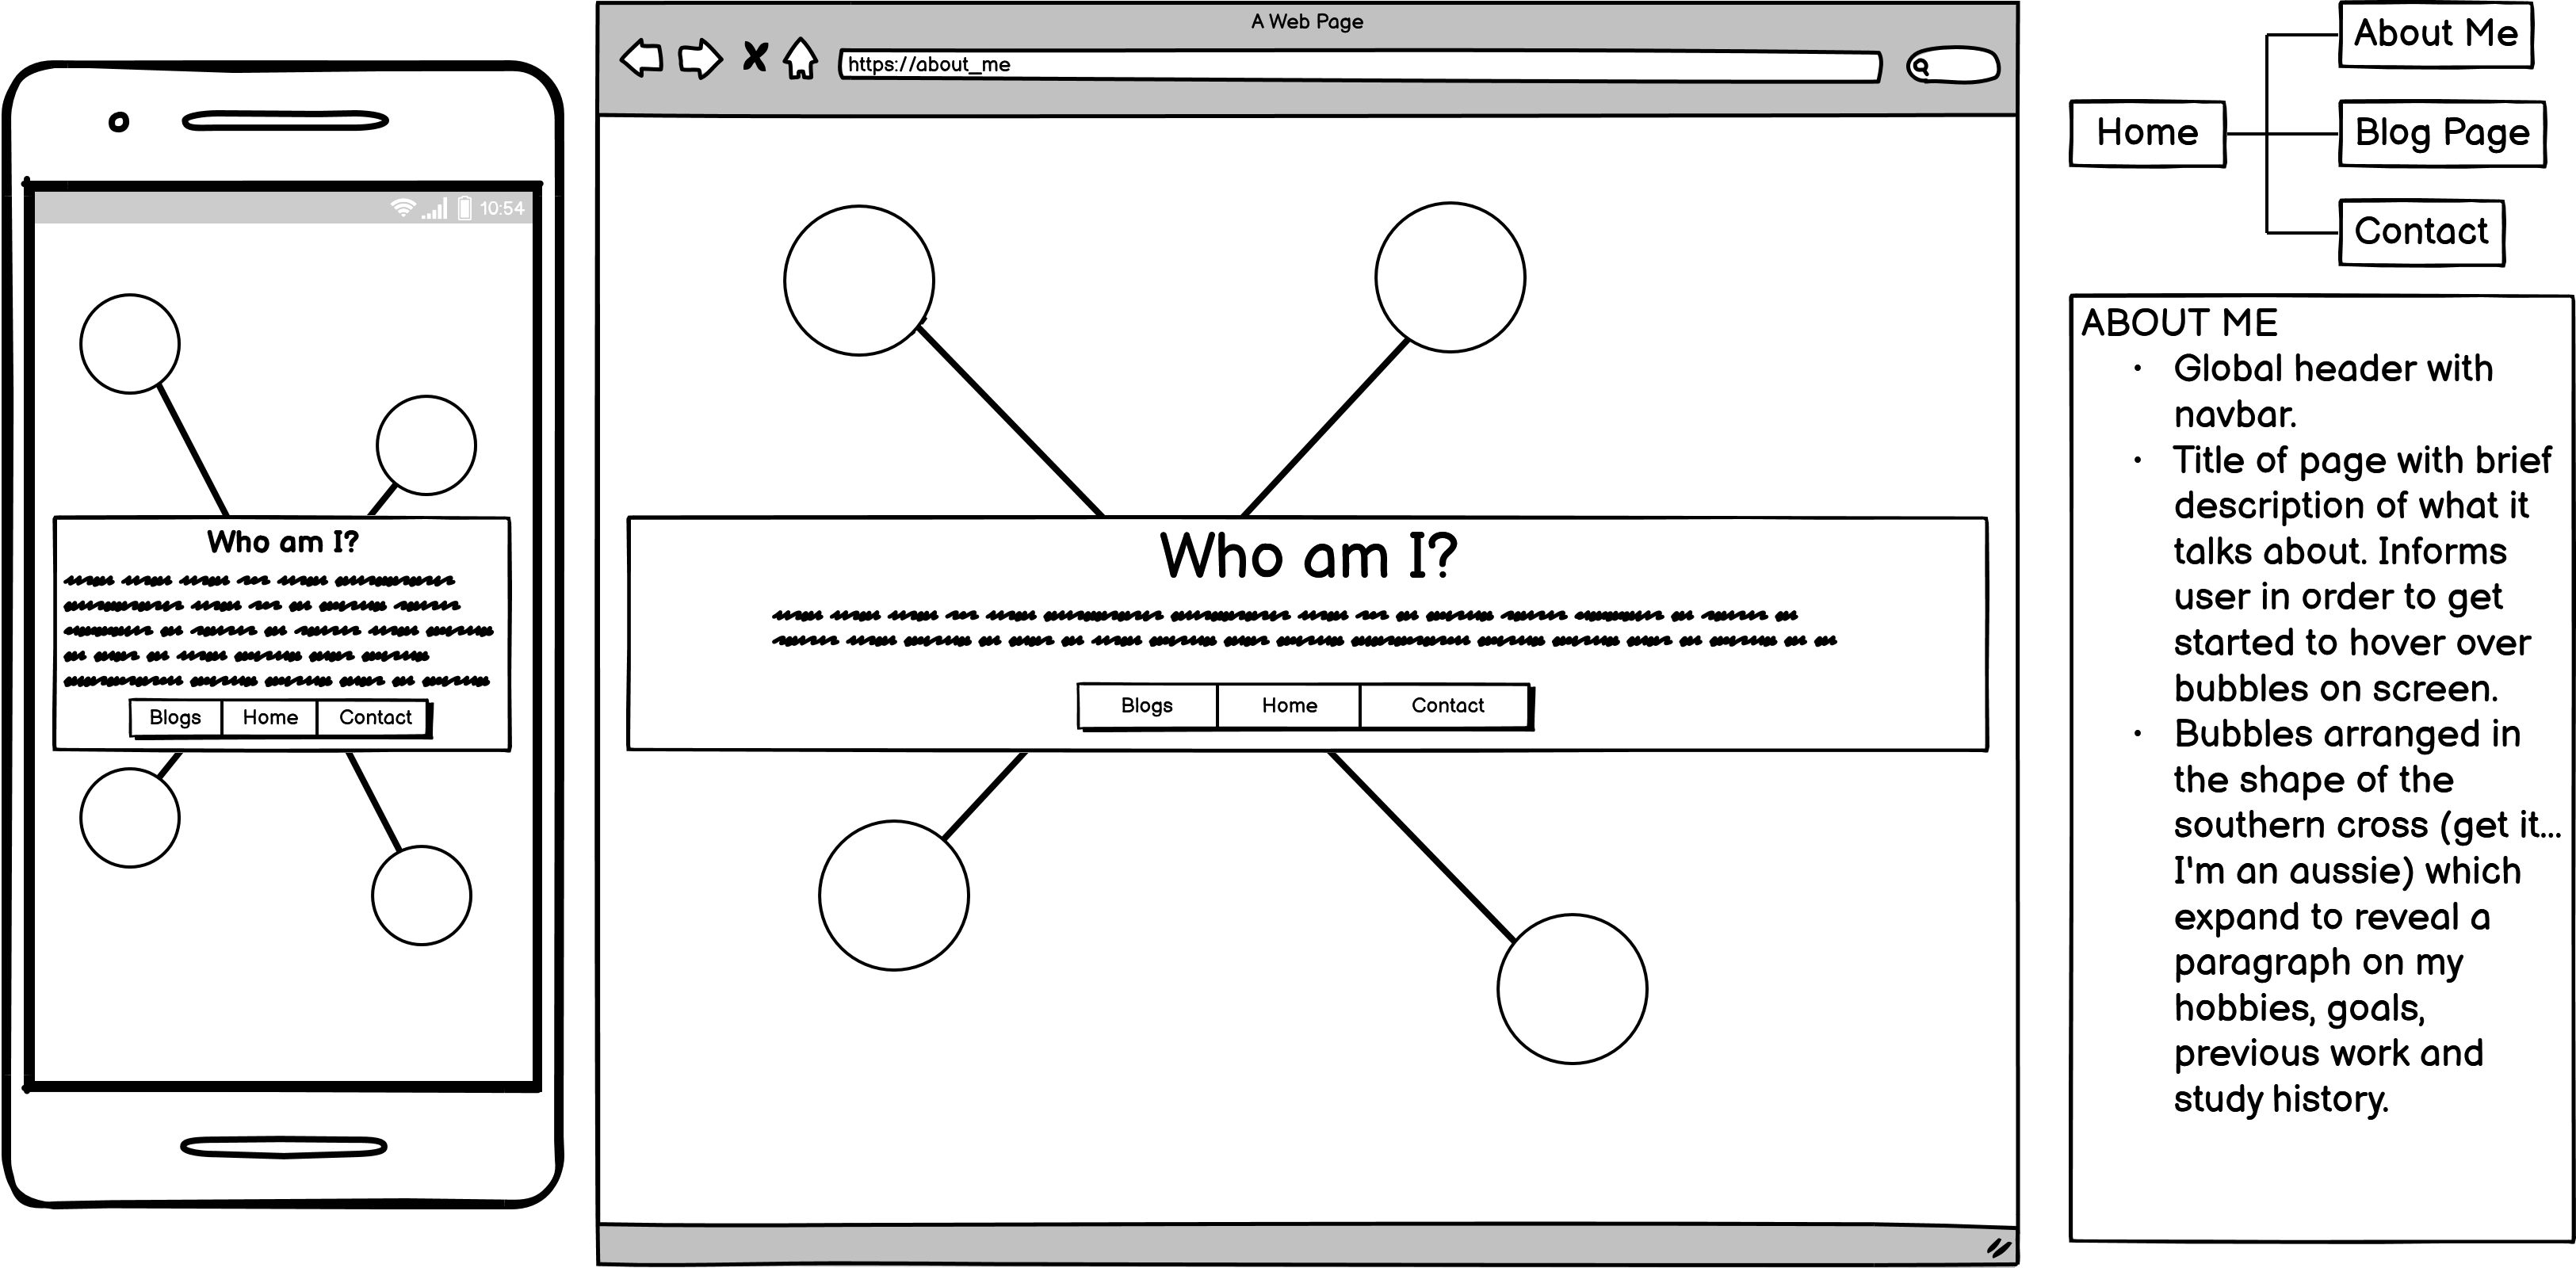 10:54
Who am I?
Blogs Home Contact
A Web Page
https://about_me
Who am I?
Blogs Home Contact
Home
About Me
Blog Page
Contact
ABOUT ME
• Global header with
navbar.
• Title of page with brief
description of what it
talks about. Informs
user in order to get
started to hover over
bubbles on screen.
• Bubbles arranged in
the shape of the
southern cross (get it...
I'm an aussie) which
expand to reveal a
paragraph on my
hobbies, goals,
previous work and
study history.